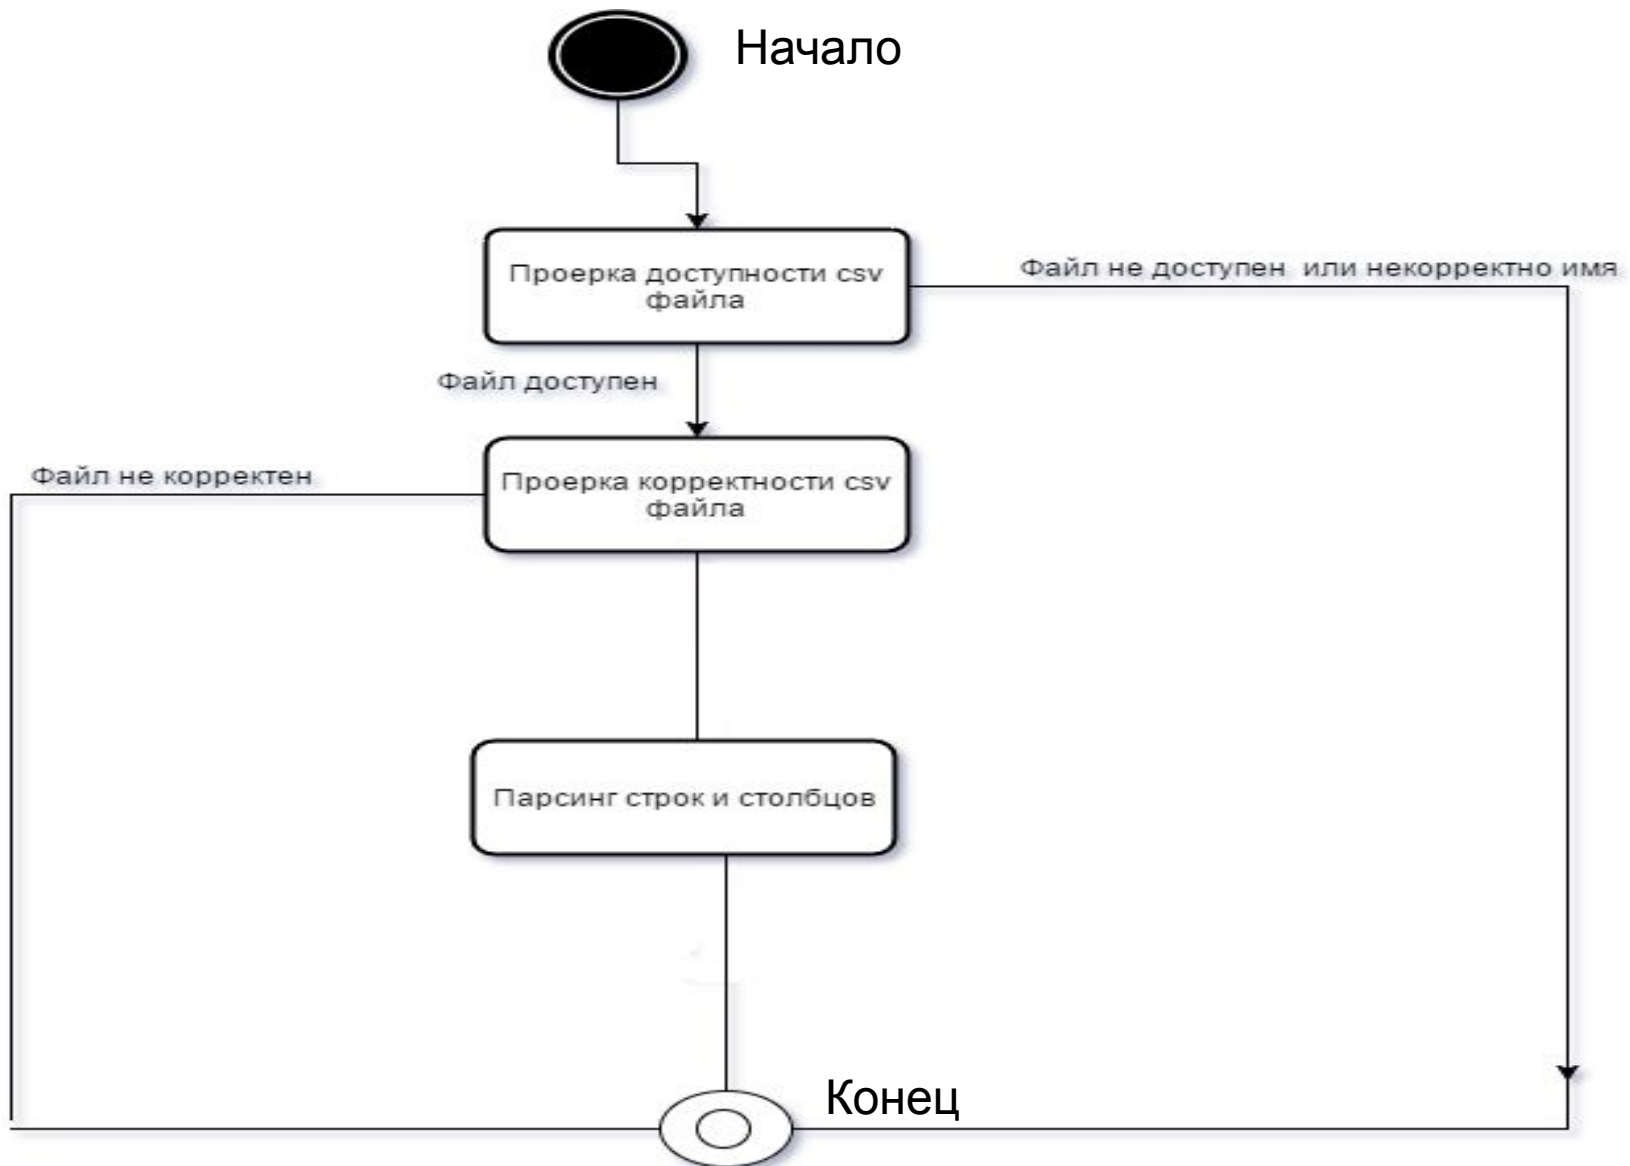 Начало
Проерка доступности csv
файла
Файл не доступен или некорректно имя
Файл доступен
Файл не корректен
Проерка корректности csv
файла
Парсинг строк и столбцов
Конец